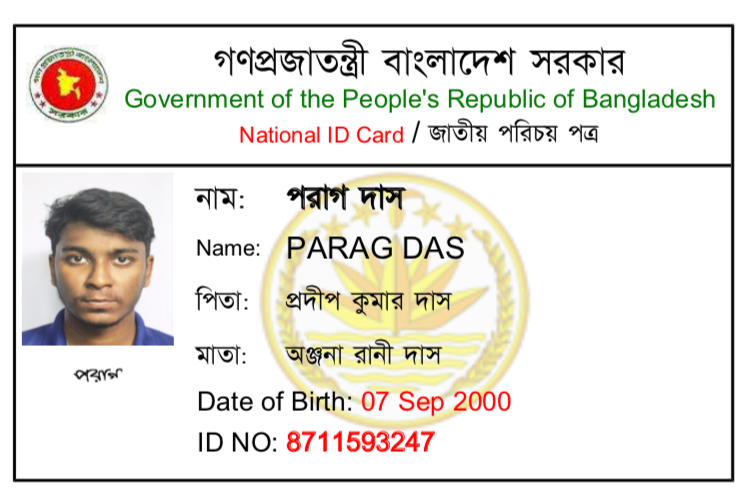 গণপ্রজাতন্ত্রী বাংলাদেশ সরকার
Government of the People's Republic of Bangladesh
National ID Card / জাতীয় পরিচয় পত্র
নাম: পরাগ দাস
Name: PARAG DAS
পিতা: প্রদীপ কুমার দাস
মাতা: অঞ্জনা রানী দাস
পরাগ
Date of Birth: 07 Sep 2000
ID NO: 8711593247